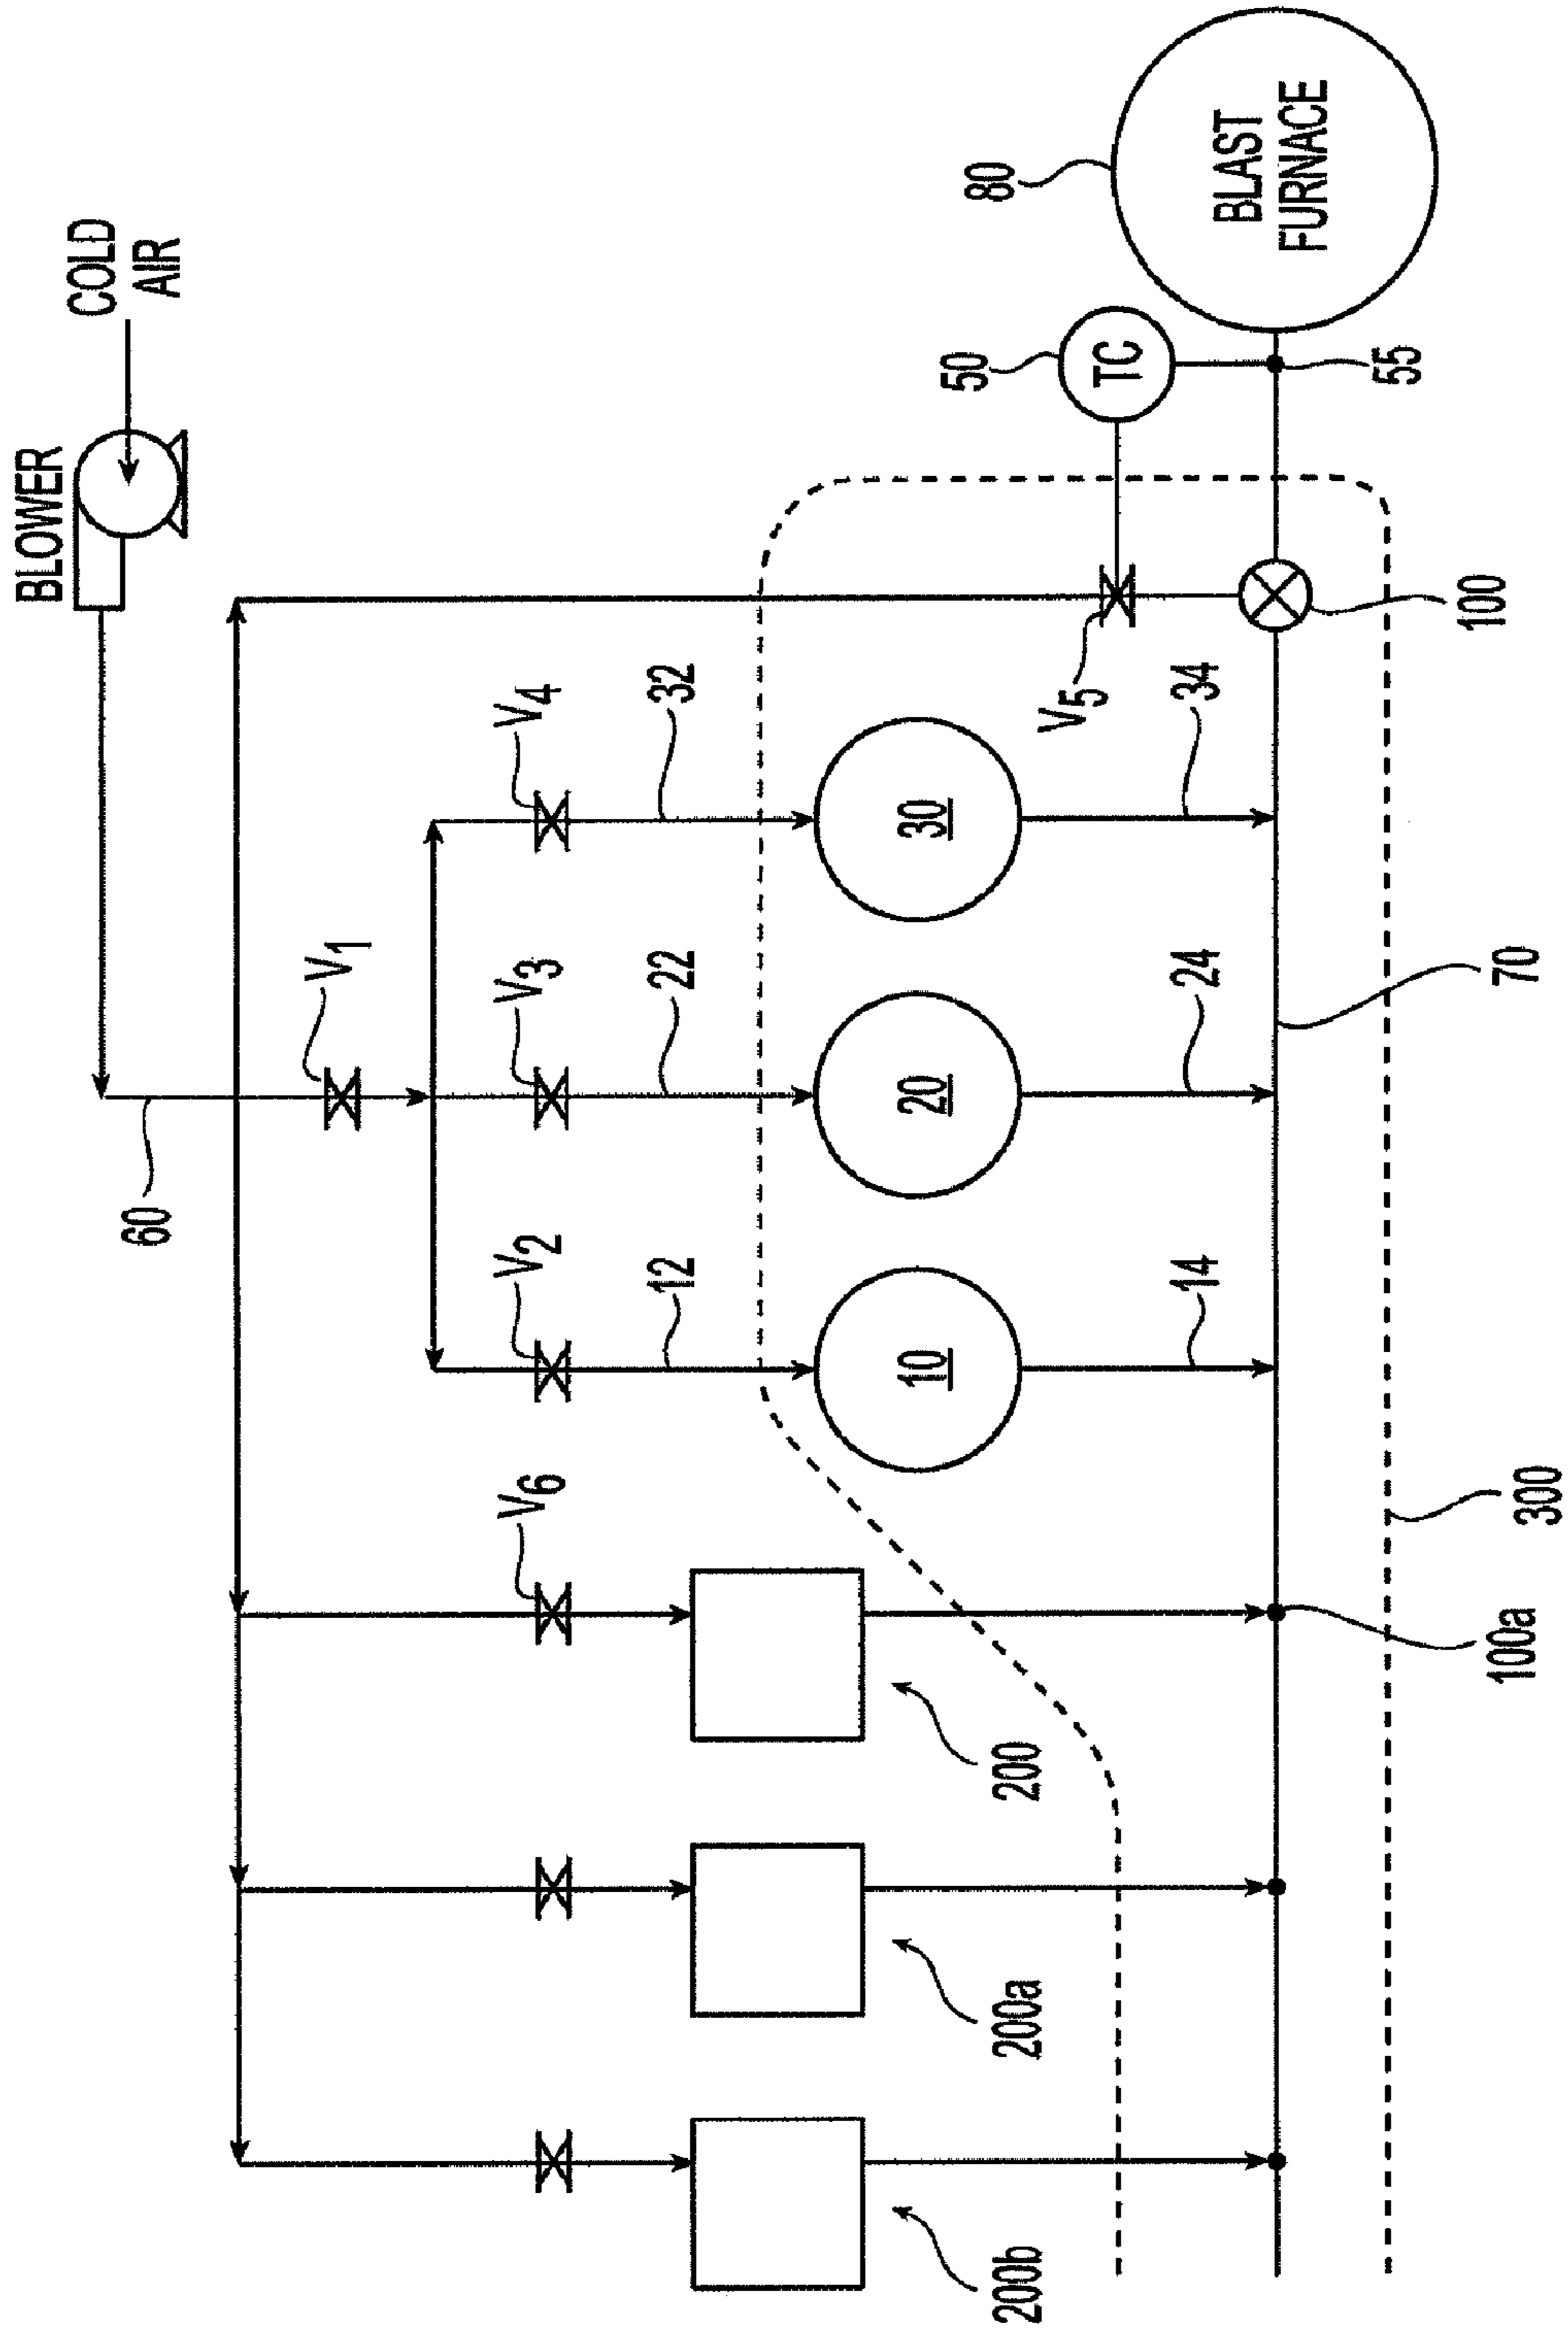 COLD
AIR
BLOWER
60
V1
V2
V3
V4
V6
12
22
32
10
20
30
14
24
34
V5
50
TC
55
80
BLAST
FURNACE
100
70
300
100a
200
200a
200b